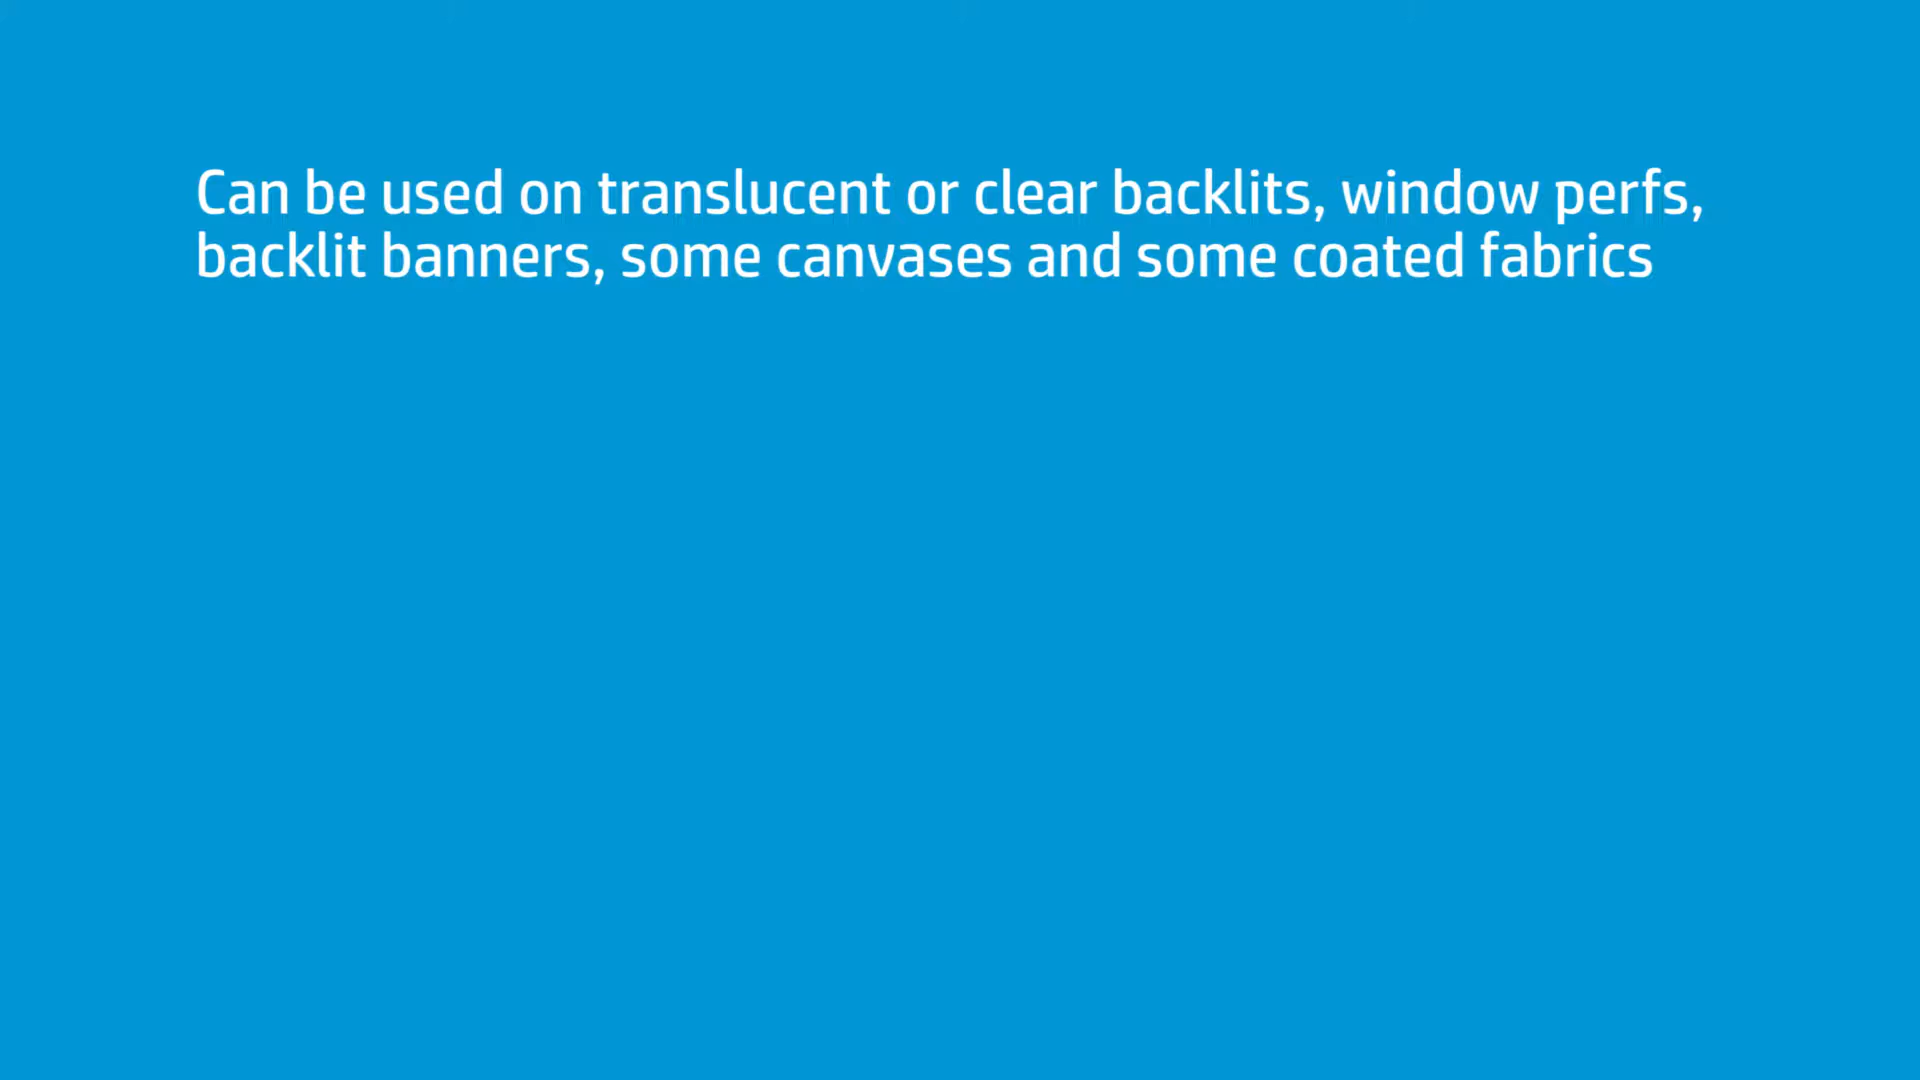 Can be used on translucent or clear backlits, window perfs,
backlit banners, some canvases and some coated fabrics